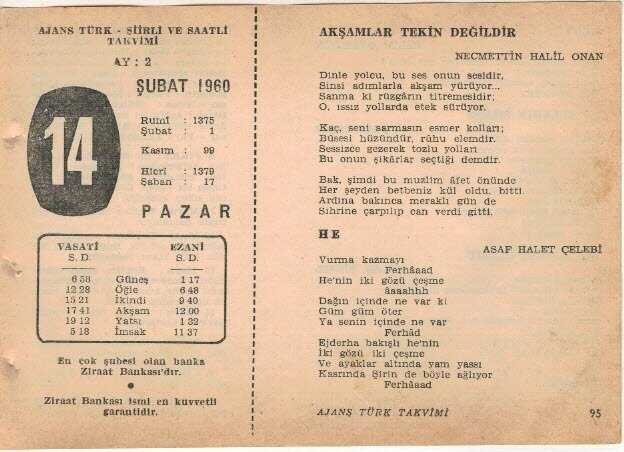 AJANS TÜRK - ŞİİRLİ VE SAATLİ
TAKVİMİ
AY : 2
ŞUBAT 1960
14
Rumî : 1375
Şubat : 1
Kasım : 99
Hicrî : 1379
Şaban : 17
PAZAR
VASATİ EZANİ
S. D. S. D.
6 58 Güneş 1 17
12 28 Öğle 6 48
15 21 İkindi 9 40
17 41 Akşam 12 00
19 12 Yatsı 1 32
5 18 İmsak 11 37
En çok şubesi olan banka
Ziraat Bankası'dır.
Ziraat Bankası ismi en kuvvetli
garantidir.
AKŞAMLAR TEKİN DEĞİLDİR
NECMETTİN HALİL ONAN
Dinle yolcu, bu ses onun sesidir,
Sinsi adımlarla akşam yürüyor...
Sanma ki rüzgârın titremesidir;
O, ıssız yollarda etek sürüyor.
Kaç, seni sarmasın esmer kolları;
Bûsesi hüzündür, rûhu elemdir.
Sessizce gezerek tozlu yolları
Bu onun şikârlar seçtiği demdir.
Bak, şimdi bu muzlim âfet önünde
Her şeyden betbeniz kül oldu, bitti.
Ardına bakınca meraklı gün de
Sihrine çarpılıp can verdi gitti.
HE
ASAF HALET ÇELEBİ
Vurma kazmayı
Ferhâaad
He'nin iki gözü çeşme
âaaahhh
Dağın içinde ne var ki
Güm güm öter
Ya senin içinde ne var
Ferhâd
Ejderha bakışlı he'nin
İki gözü iki çeşme
Ve ayaklar altında yam yassı
Kasrında Şirin de böyle ağlıyor
Ferhâaad
AJANS TÜRK TAKVİMİ 95